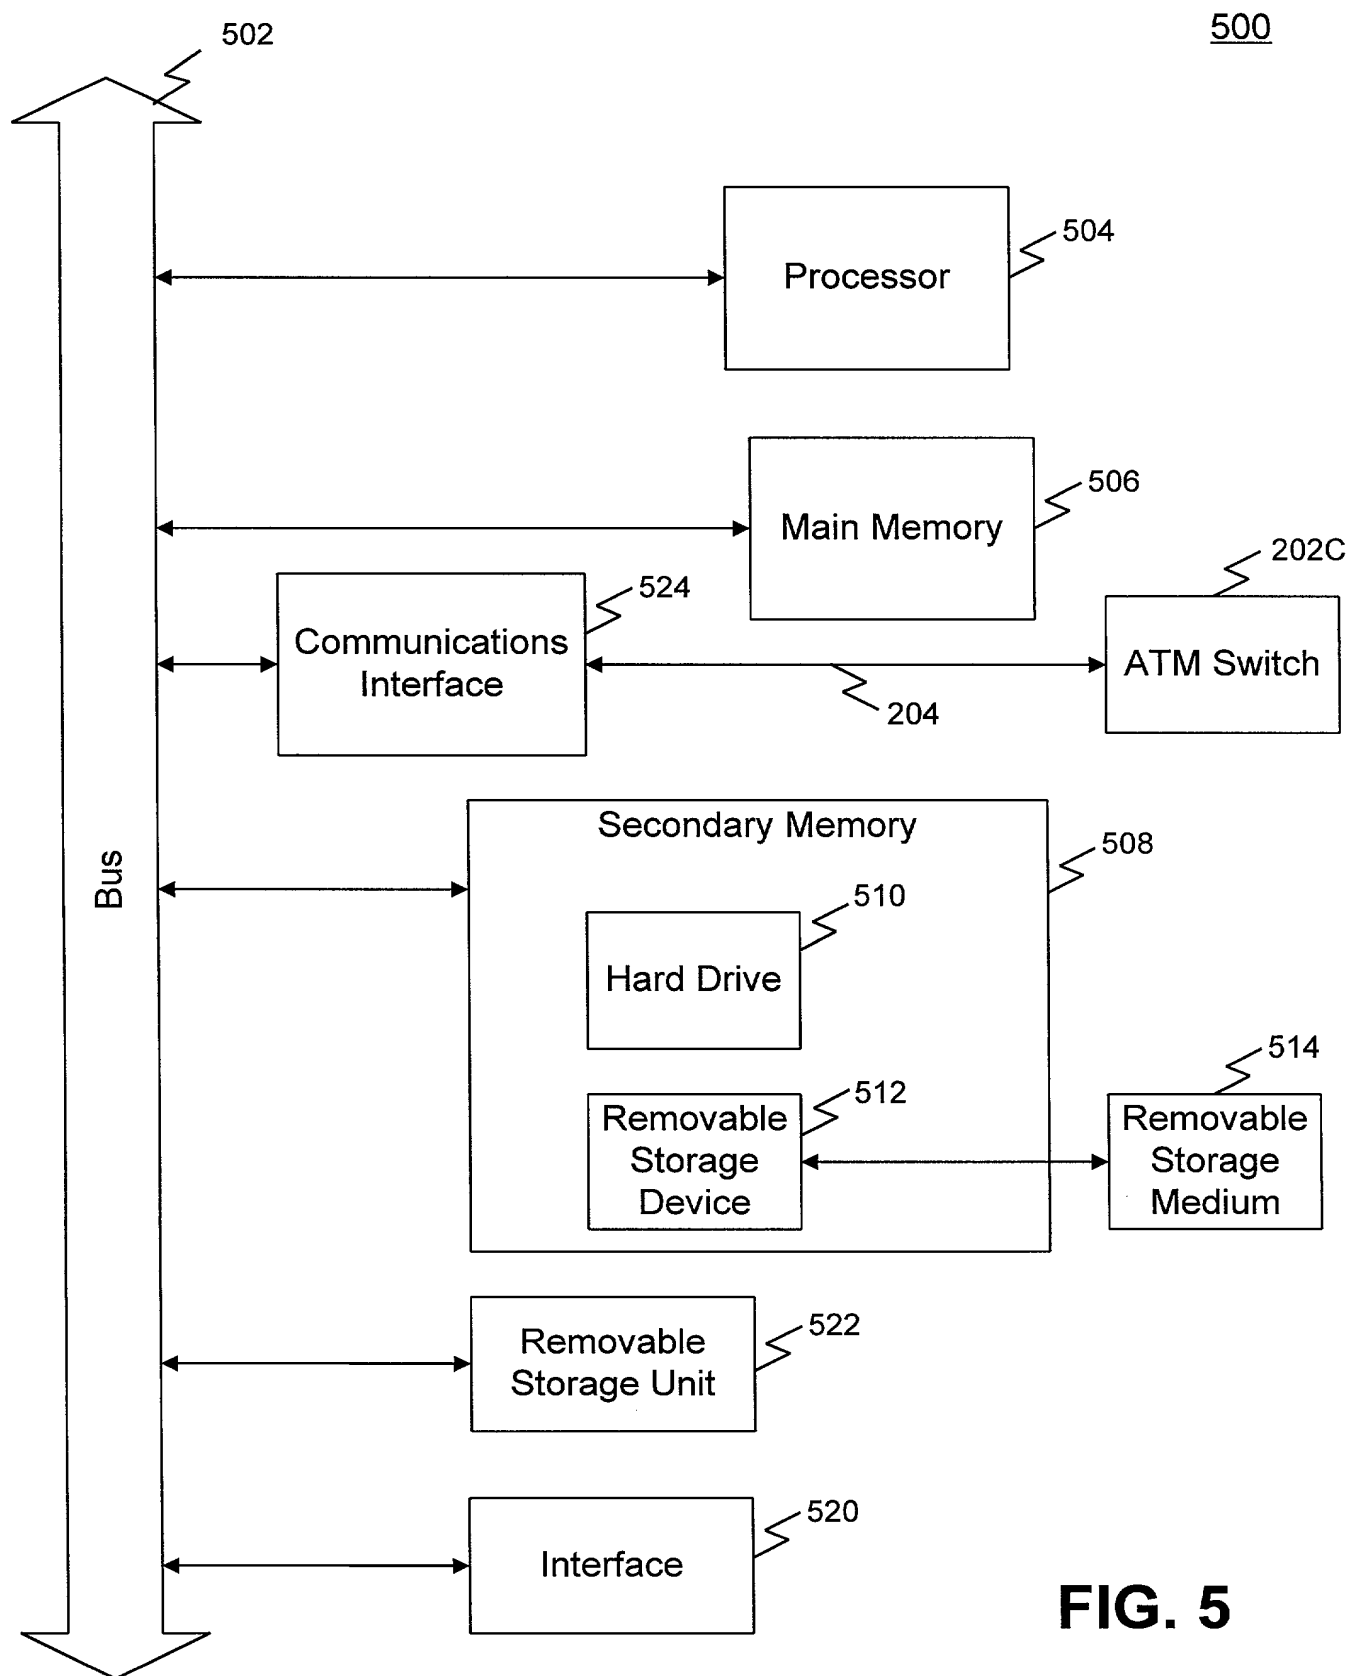 500
502
504
Processor
506
Main Memory
202C
524
Communications
Interface
ATM Switch
204
Secondary Memory
508
Bus
510
Hard Drive
514
512
Removable
Storage
Device
Removable
Storage
Medium
522
Removable
Storage Unit
520
Interface
FIG. 5